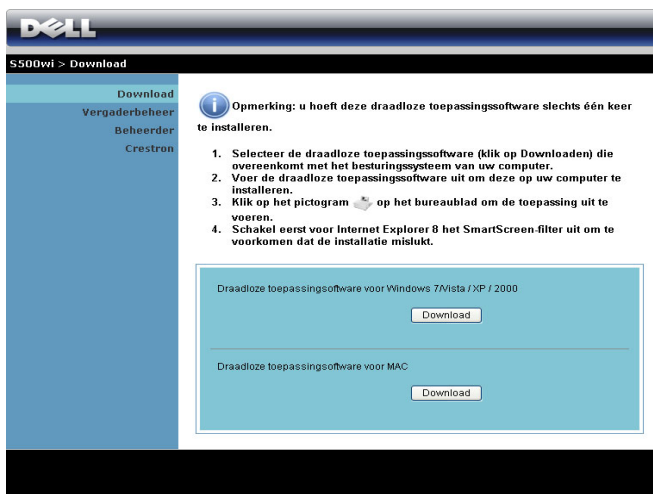 DELL
S500wi > Download
Download
Vergaderbeheer
Beheerder
Crestron
Opmerking: u hoeft deze draadloze toepassingssoftware slechts één keer
te installeren.
1. Selecteer de draadloze toepassingssoftware (klik op Downloaden) die
overeenkomt met het besturingssysteem van uw computer.
2. Voer de draadloze toepassingssoftware uit om deze op uw computer te
installeren.
3. Klik op het pictogram op het bureaublad om de toepassing uit te
voeren.
4. Schakel eerst voor Internet Explorer 8 het SmartScreen-filter uit om te
voorkomen dat de installatie mislukt.
Draadloze toepassingsoftware voor Windows 7/Vista / XP / 2000
Download
Draadloze toepassingsoftware voor MAC
Download